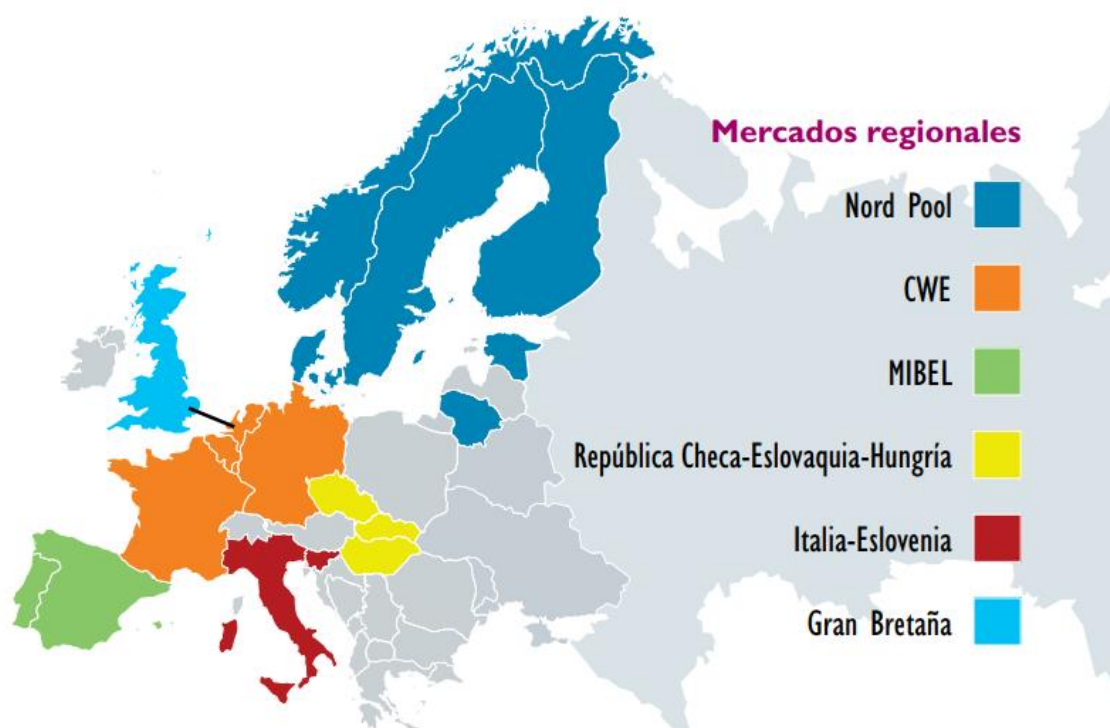 Mercados regionales
Nord Pool
CWE
MIBEL
República Checa-Eslovaquia-Hungría
Italia-Eslovenia
Gran Bretaña